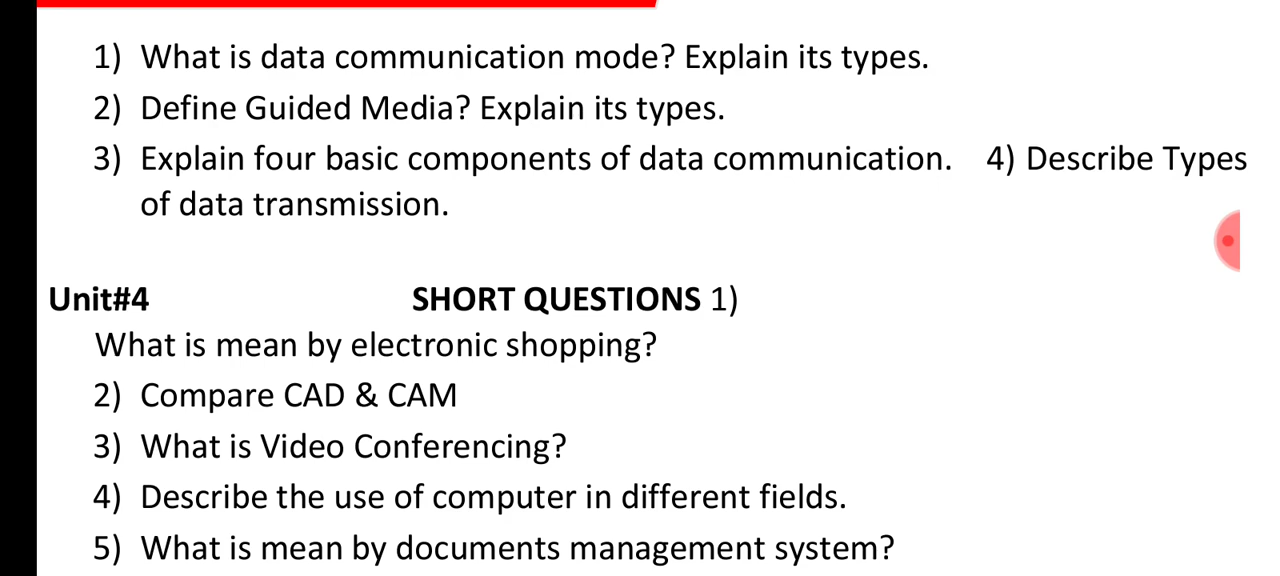 1) What is data communication mode? Explain its types.
2) Define Guided Media? Explain its types.
3) Explain four basic components of data communication. 4) Describe Types
of data transmission.
Unit#4 SHORT QUESTIONS 1)
What is mean by electronic shopping?
2) Compare CAD & CAM
3) What is Video Conferencing?
4) Describe the use of computer in different fields.
5) What is mean by documents management system?